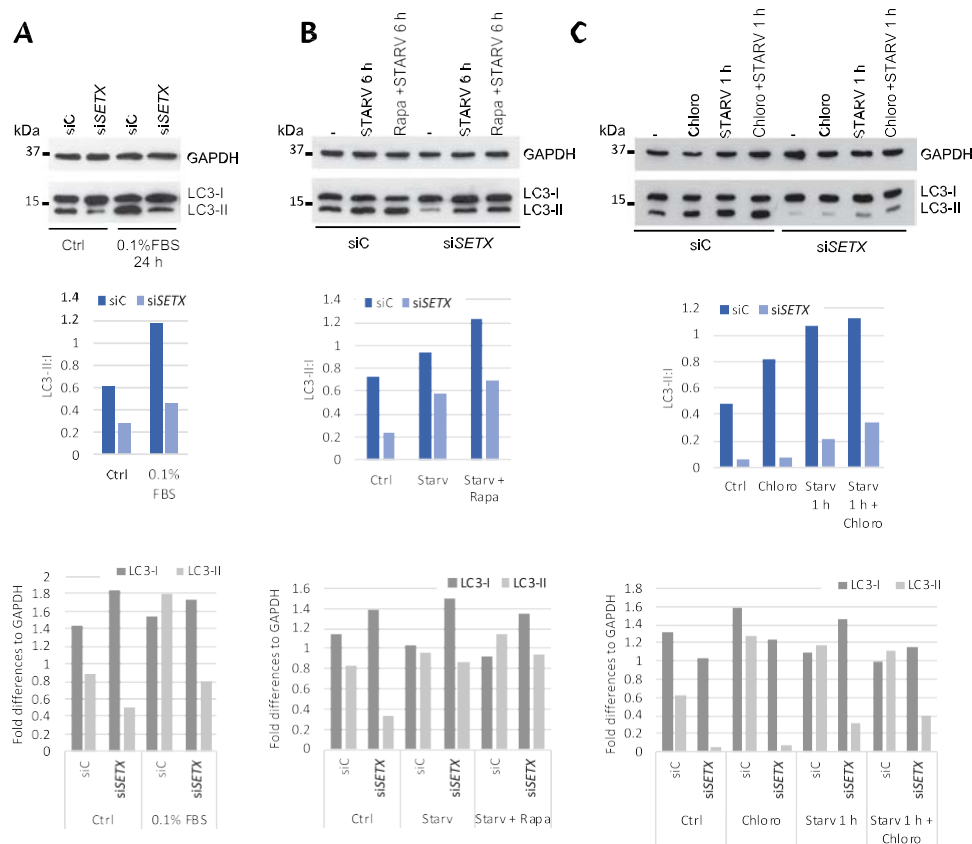 A
siC
siSETX
siC
siSETX
kDa
37
GAPDH
15
LC3-I
LC3-II
Ctrl
0.1%FBS
24 h
siC siSETX
LC3-II:I
1.4
1.2
1
0.8
0.6
0.4
0.2
0
Ctrl
0.1%
FBS
LC3-I LC3-II
Fold differences to GAPDH
2
1.8
1.6
1.4
1.2
1
0.8
0.6
0.4
0.2
0
siC
siSETX
siC
siSETX
Ctrl
0.1% FBS
B
-
STARV 6 h
Rapa +STARV 6 h
-
STARV 6 h
Rapa +STARV 6 h
kDa
37
GAPDH
15
LC3-I
LC3-II
siC
siSETX
siC siSETX
LC3-II:I
1.4
1.2
1
0.8
0.6
0.4
0.2
0
Ctrl
Starv
Starv +
Rapa
LC3-I LC3-II
Fold differences to GAPDH
1.6
1.4
1.2
1
0.8
0.6
0.4
0.2
0
siC
siSETX
siC
siSETX
siC
siSETX
Ctrl
Starv
Starv + Rapa
C
-
Chloro
STARV 1 h
Chloro+STARV 1 h
-
Chloro
STARV 1 h
Chloro+STARV 1 h
kDa
37
GAPDH
15
LC3-I
LC3-II
siC
siSETX
siC siSETX
LC3-II:I
1.2
1
0.8
0.6
0.4
0.2
0
Ctrl
Chloro
Starv
1 h
Starv
1 h +
Chloro
LC3-I LC3-II
Fold differences to GAPDH
1.8
1.6
1.4
1.2
1
0.8
0.6
0.4
0.2
0
siC
siSETX
siC
siSETX
siC
siSETX
siC
siSETX
Ctrl
Chloro
Starv 1 h
Starv 1 h +
Chloro